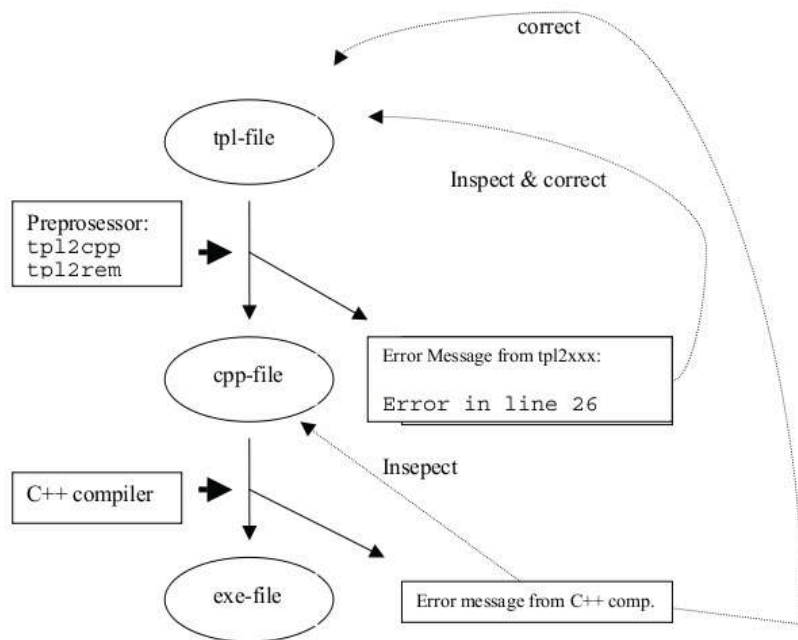 correct
tpl-file
Inspect & correct
Preprosessor:
tpl2cpp
tpl2rem
Error Message from tpl2xxx:
Error in line 26
cpp-file
Insepect
C++ compiler
exe-file
Error message from C++ comp.